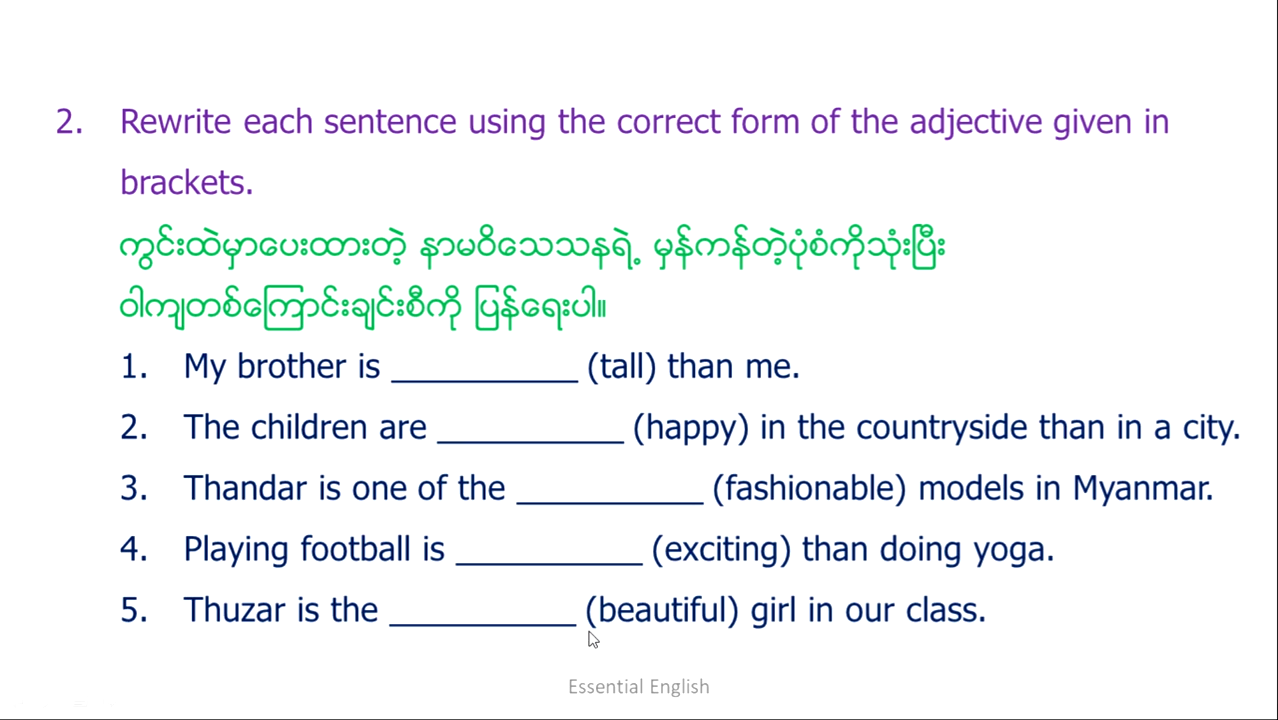 2. Rewrite each sentence using the correct form of the adjective given in
brackets.
ကွင်းထဲမှာပေးထားတဲ့ နာမဝိသေသနရဲ့ မှန်ကန်တဲ့ပုံစံကိုသုံးပြီး
ဝါကျတစ်ကြောင်းချင်းစီကို ပြန်ရေးပါ။
1. My brother is __________ (tall) than me.
2. The children are __________ (happy) in the countryside than in a city.
3. Thandar is one of the __________ (fashionable) models in Myanmar.
4. Playing football is __________ (exciting) than doing yoga.
5. Thuzar is the __________ (beautiful) girl in our class.
Essential English